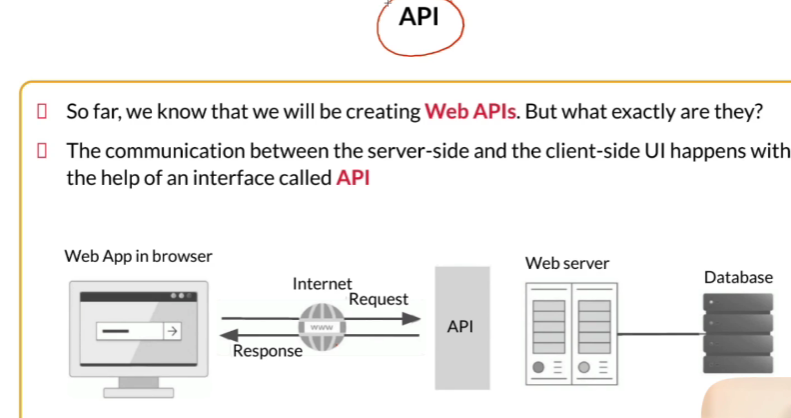 API
So far, we know that we will be creating Web APIs. But what exactly are they?
The communication between the server-side and the client-side UI happens with
the help of an interface called API
Web App in browser
Internet
Request
www
Response
API
Web server
Database